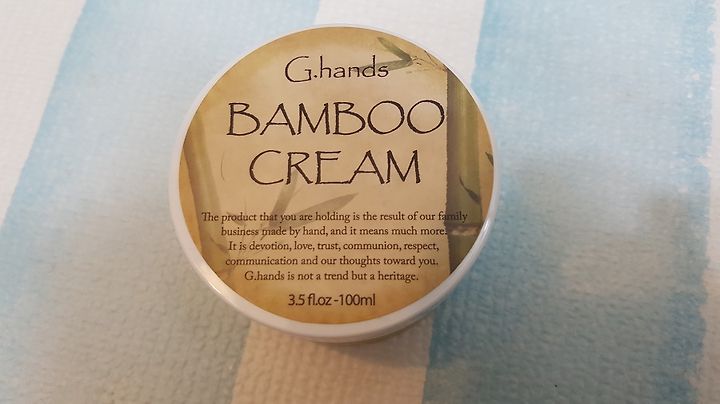 G.hands
BAMBOO
CREAM
The product that you are holding is the result of our family
business made by hand, and it means much more.
It is devotion, love, trust, communion, respect,
communication and our thoughts toward you.
G.hands is not a trend but a heritage.
3.5 fl.oz -100ml